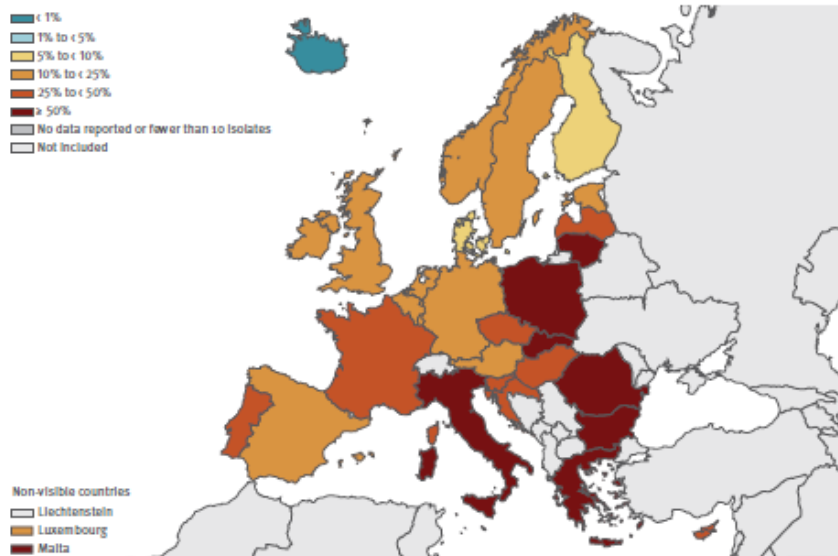 < 1%
1% to < 5%
5% to < 10%
10% to < 25%
25% to < 50%
≥ 50%
No data reported or fewer than 10 isolates
Not included
Non-visible countries
Liechtenstein
Luxembourg
Malta